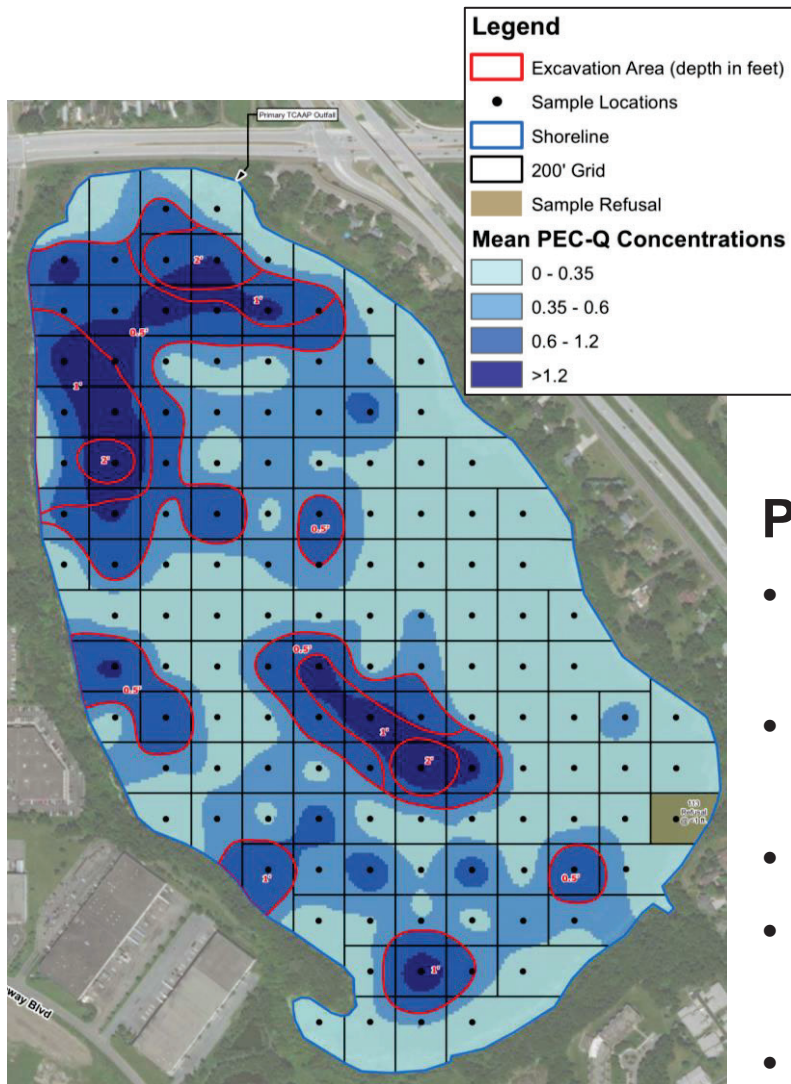 Legend
Excavation Area (depth in feet)
Sample Locations
Shoreline
200' Grid
Sample Refusal
Mean PEC-Q Concentrations
0 - 0.35
0.35 - 0.6
0.6 - 1.2
>1.2
Primary TCAAP Outfall
2'
1'
0.5'
1'
2'
0.5'
0.5'
0.5'
1'
2'
113
Refusal
1'
0.5'
1'
way Blvd
P
•
•
•
•
•